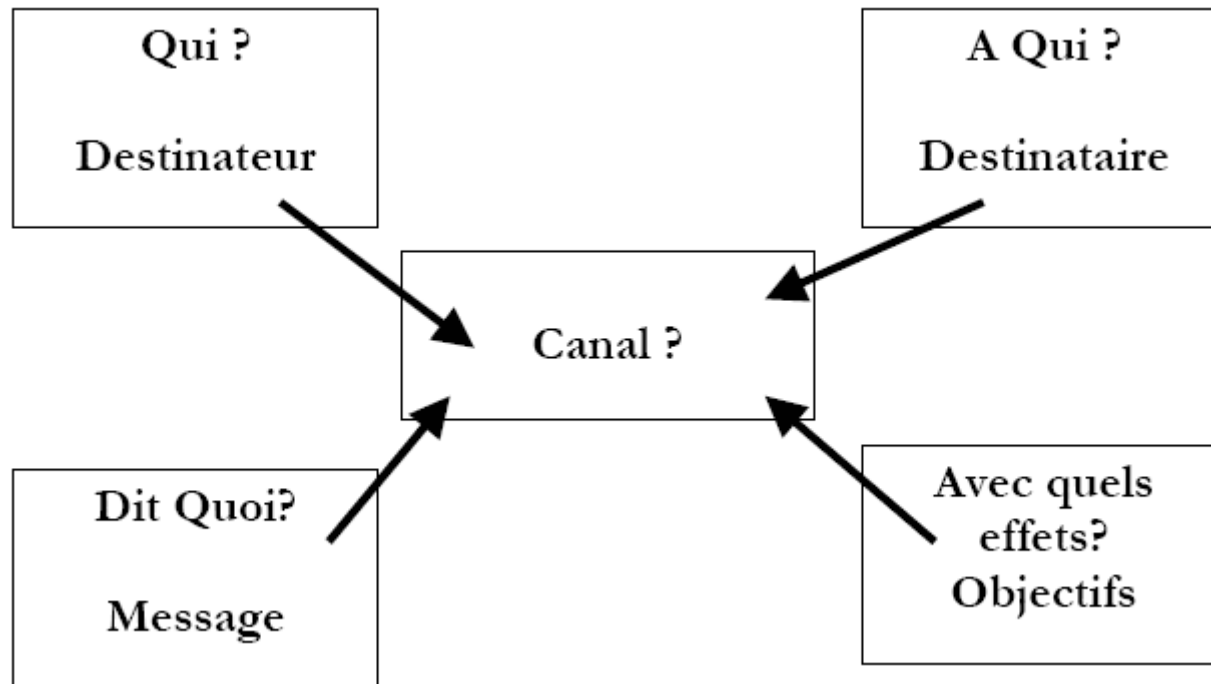 Qui ?
Destinateur
A Qui ?
Destinataire
Canal ?
Dit Quoi?
Message
Avec quels
effets?
Objectifs